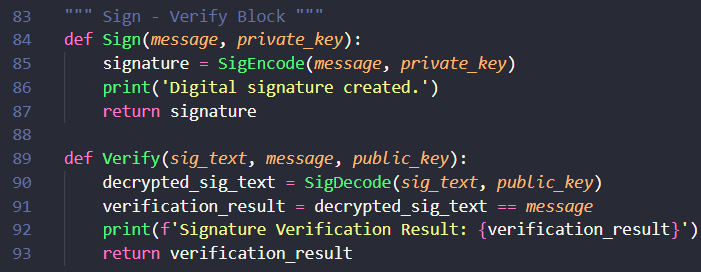 83 """ Sign - Verify Block """
84 def Sign(message, private_key):
85     signature = SigEncode(message, private_key)
86     print('Digital signature created.')
87     return signature
88
89 def Verify(sig_text, message, public_key):
90     decrypted_sig_text = SigDecode(sig_text, public_key)
91     verification_result = decrypted_sig_text == message
92     print(f'Signature Verification Result: {verification_result}')
93     return verification_result